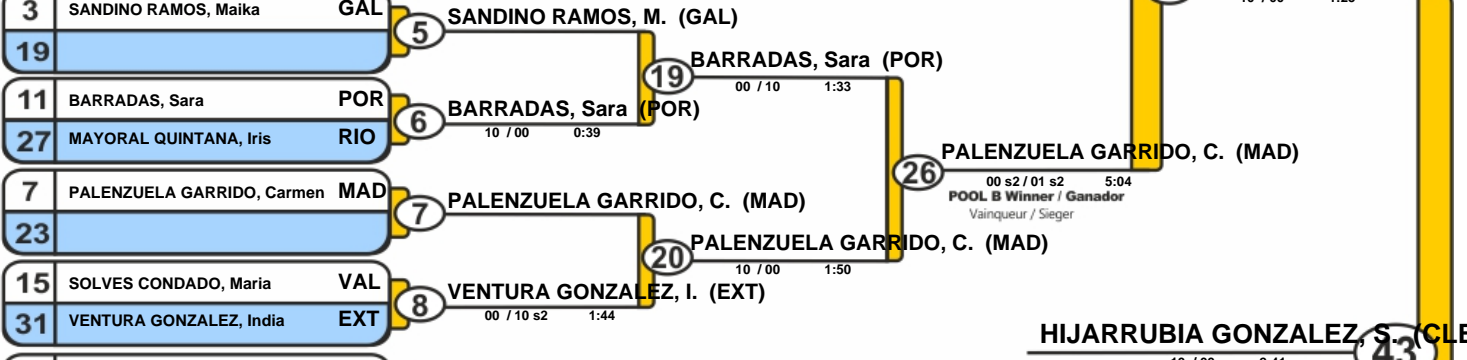 3 SANDINO RAMOS, Maika GAL
19
5 SANDINO RAMOS, M. (GAL)
11 BARRADAS, Sara POR
27 MAYORAL QUINTANA, Iris RIO
6 BARRADAS, Sara (POR)
10 / 00 0:39
19 BARRADAS, Sara (POR)
00 / 10 1:33
7 PALENZUELA GARRIDO, Carmen MAD
23
7 PALENZUELA GARRIDO, C. (MAD)
15 SOLVES CONDADO, Maria VAL
31 VENTURA GONZALEZ, India EXT
8 VENTURA GONZALEZ, I. (EXT)
00 / 10 s2 1:44
20 PALENZUELA GARRIDO, C. (MAD)
10 / 00 1:50
26 PALENZUELA GARRIDO, C. (MAD)
00 s2 / 01 s2 5:04
POOL B Winner / Ganador
Vainqueur / Sieger
HIJARRUBIA GONZALEZ, S. (CLE
43